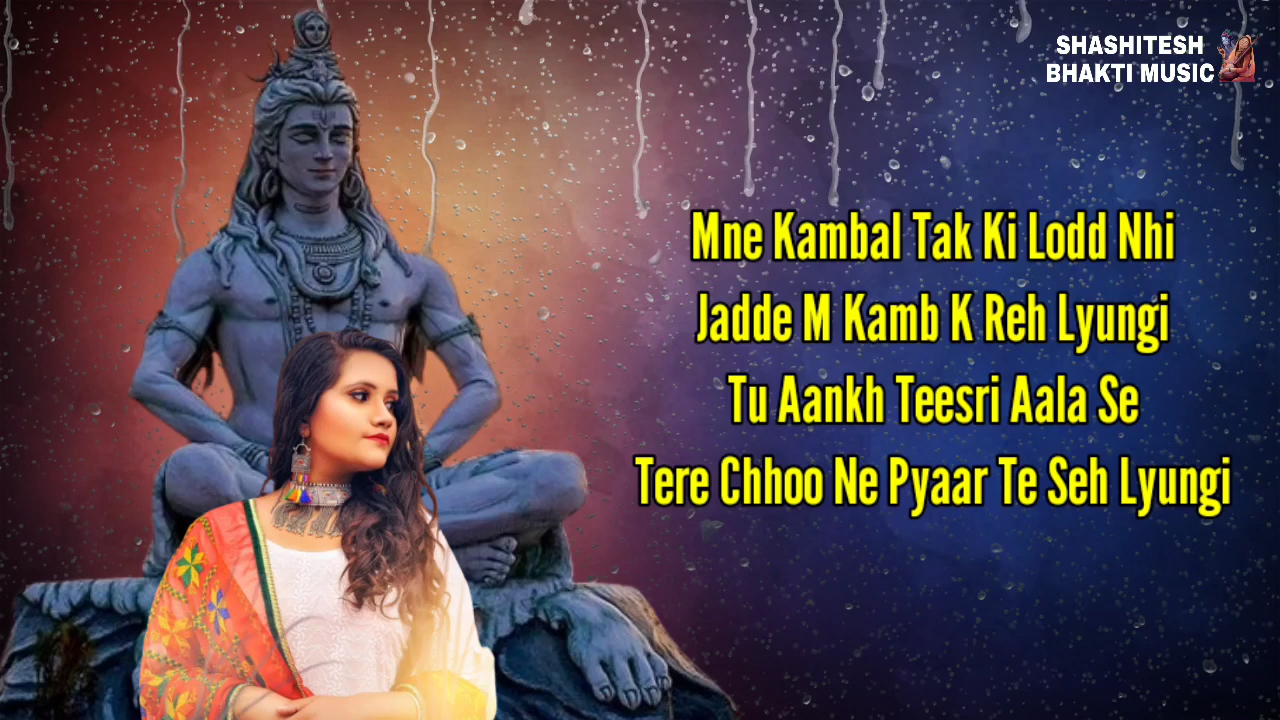 SHASHITESH
BHAKTI MUSIC
Mne Kambal Tak Ki Lodd Nhi
Jadde M Kamb K Reh Lyungi
Tu Aankh Teesri Aala Se
Tere Chhoo Ne Pyaar Te Seh Lyungi